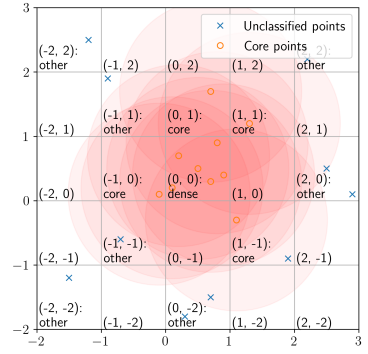 3
Unclassified points
Core points
(-2, 2):
other
(-1, 2)
(0, 2)
(1, 2)
(2, 2):
other
2
(-2, 1)
(-1, 1):
other
(0, 1):
core
(1, 1):
core
(2, 1)
1
(-2, 0)
(-1, 0):
core
(0, 0):
dense
(1, 0)
(2, 0):
other
0
(-2, -1)
(-1, -1):
other
(0, -1)
(1, -1):
core
(2, -1)
−1
(-2, -2):
other
(-1, -2)
(0, -2):
other
(1, -2)
(2, -2)
−2
−2 −1 0 1 2 3